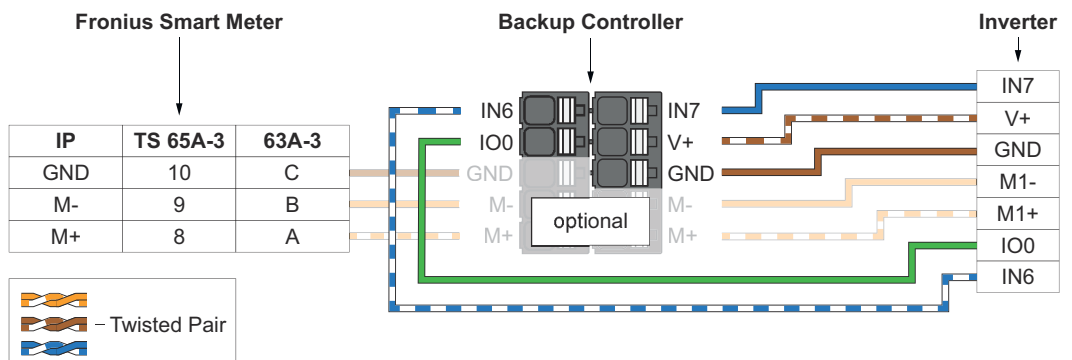 Fronius Smart Meter
Backup Controller
Inverter
IP TS 65A-3 63A-3
GND 10 C
M- 9 B
M+ 8 A
IN6
IO0
GND
M-
M+
optional
IN7
V+
GND
M-
M+
IN7
V+
GND
M1-
M1+
IO0
IN6
– Twisted Pair